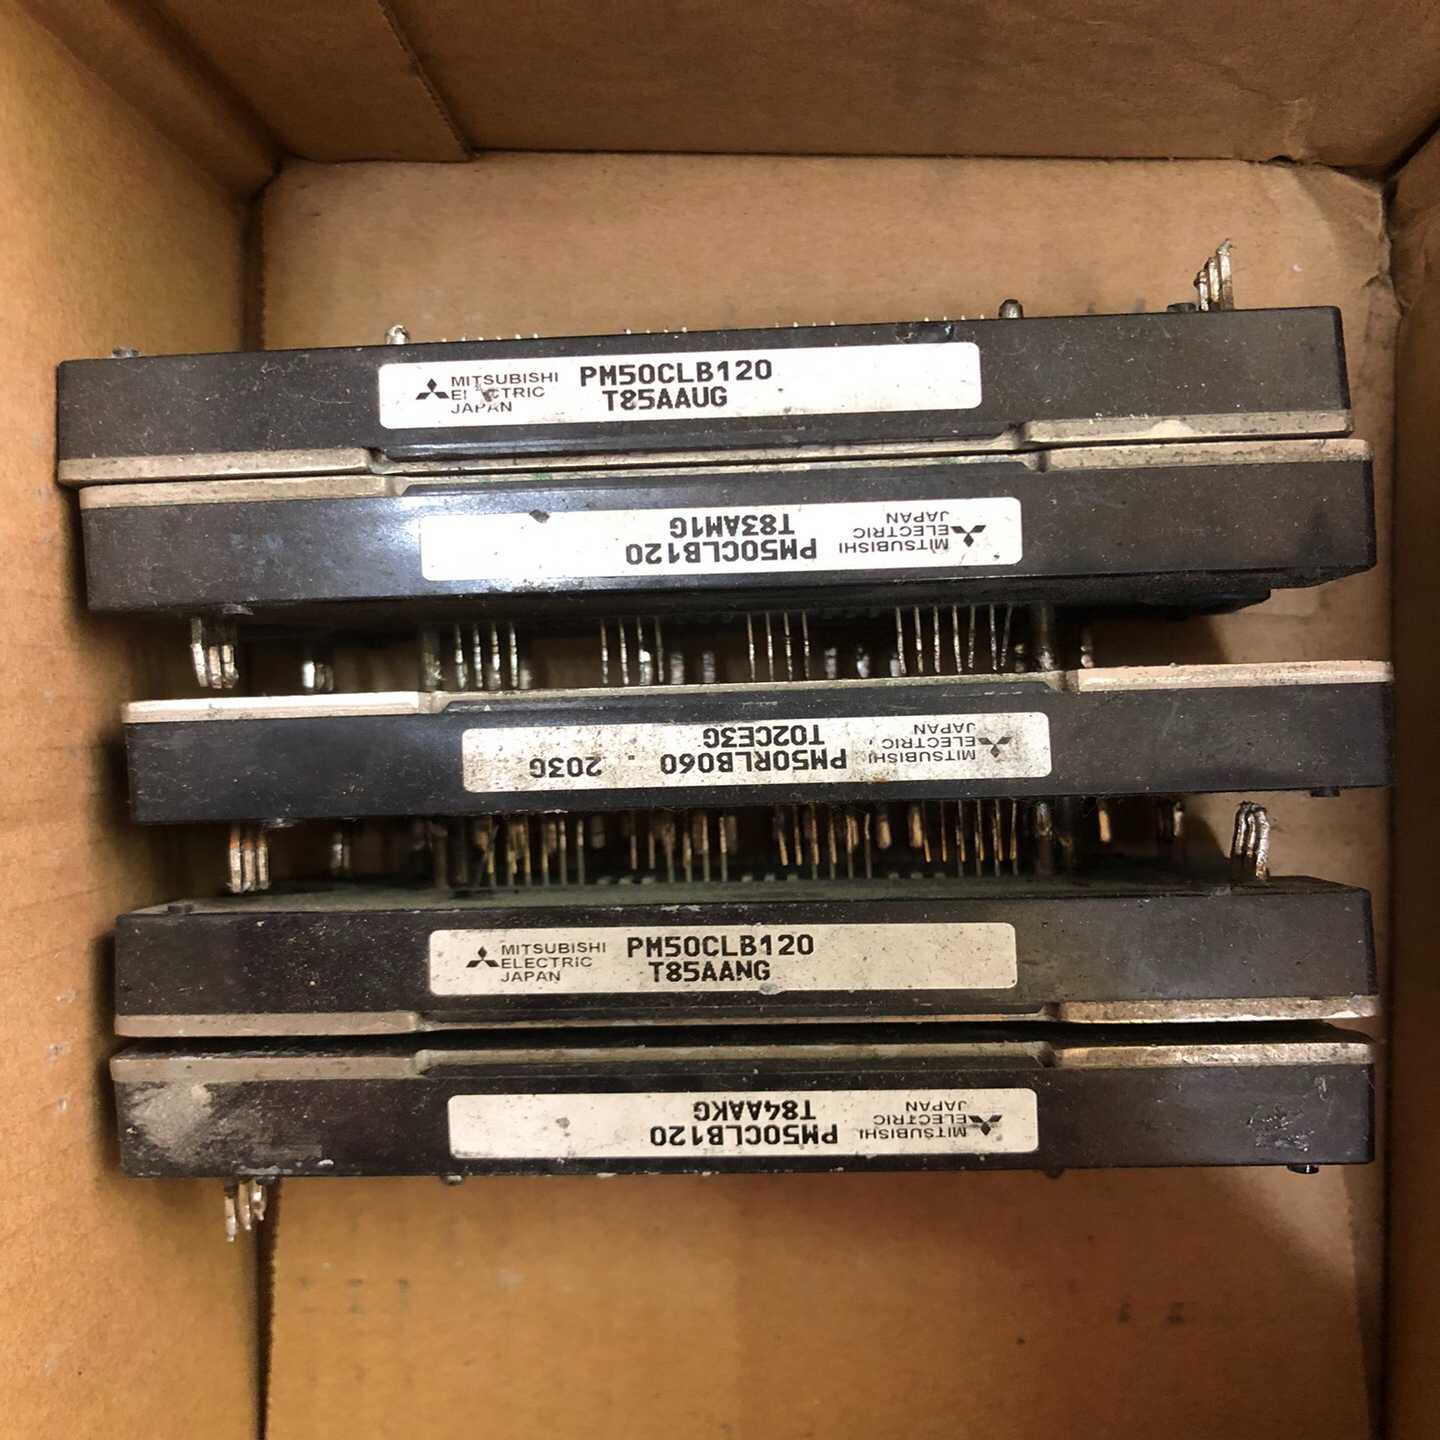 MITSUBISHI PM50CLB120
ELECTRIC T85AAUG
JAPAN
MITSUBISHI PM50CLB120
ELECTRIC T83AM1G
JAPAN
MITSUBISHI PM50RLB060 . 203G
ELECTRIC T02CE3G
JAPAN
MITSUBISHI PM50CLB120
ELECTRIC T85AANG
JAPAN
MITSUBISHI PM50CLB120
ELECTRIC T84AAKG
JAPAN